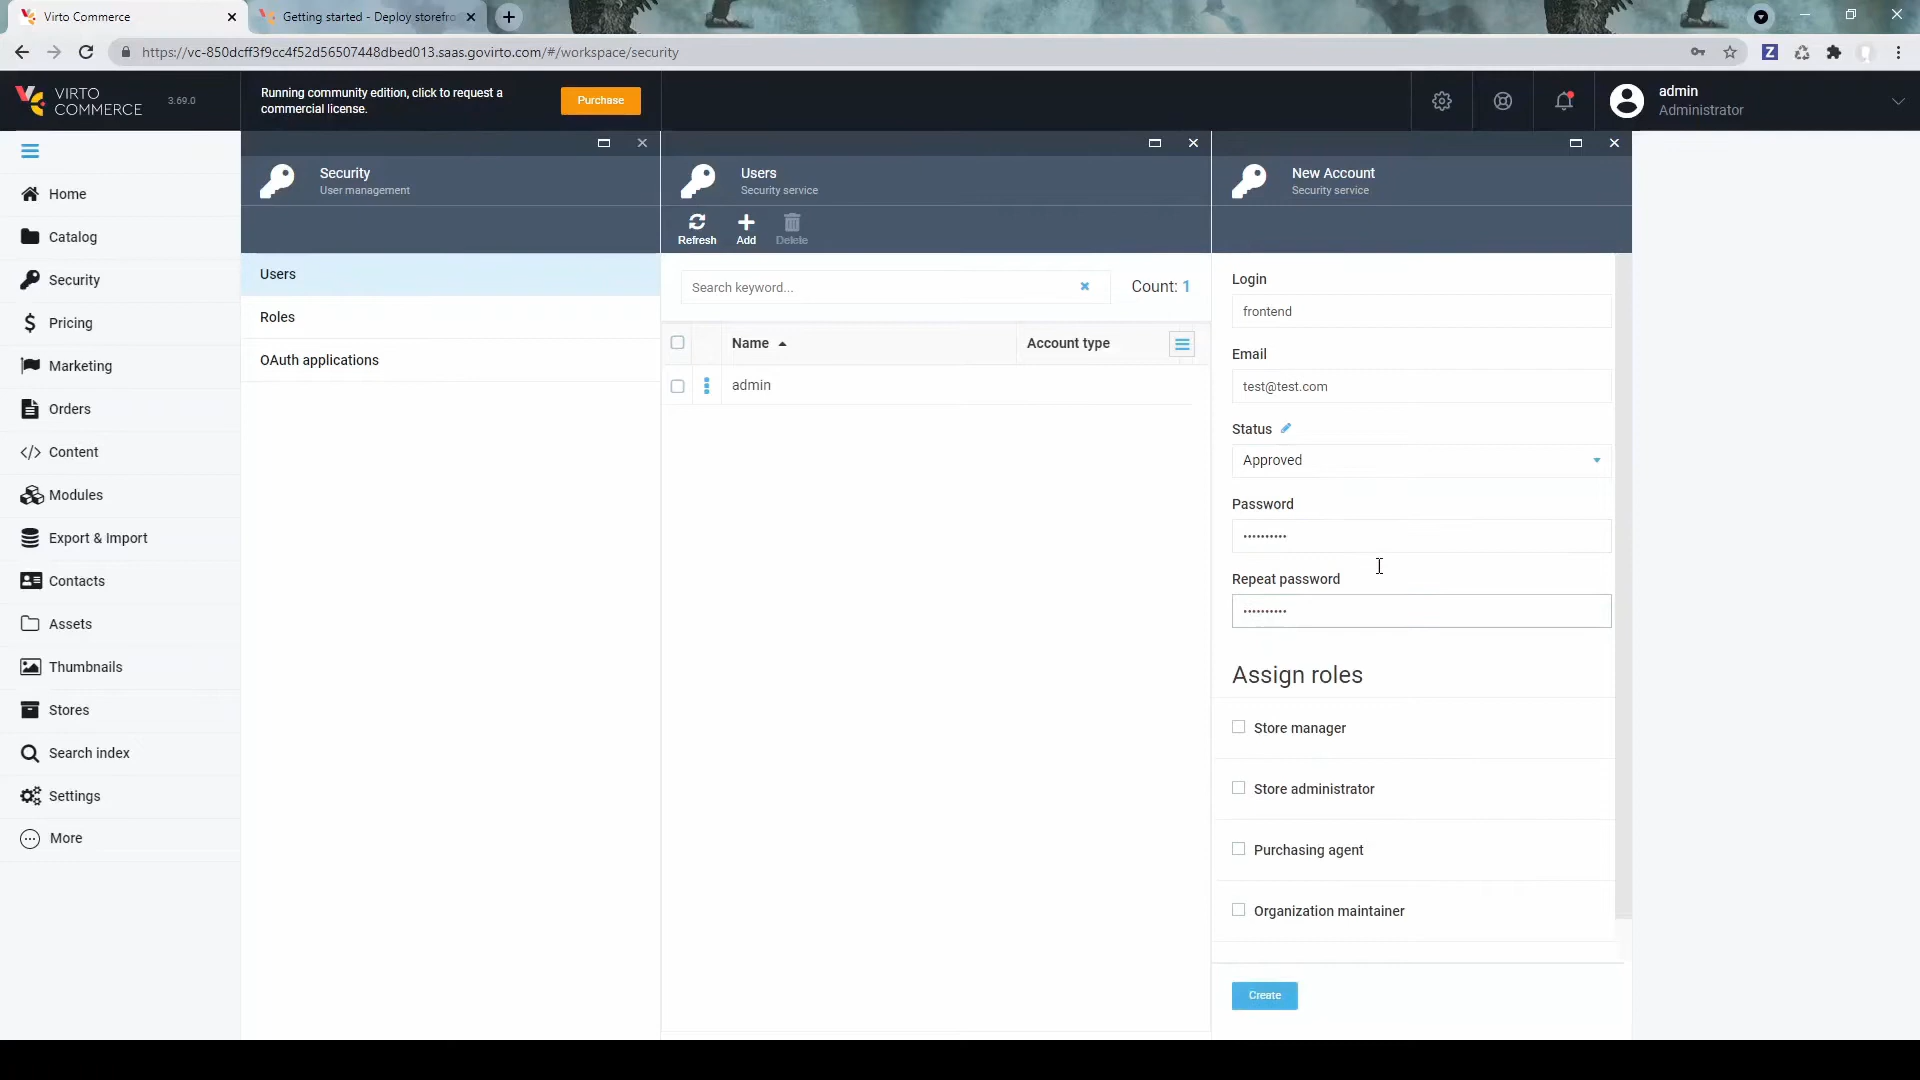 Virto Commerce
Getting started - Deploy storefro
https://vc-850dcff3f9cc4f52d56507448dbed013.saas.govirto.com/#/workspace/security
Z
VIRTO
COMMERCE
3.69.0
Running community edition, click to request a
commercial license.
Purchase
admin
Administrator
Home
Catalog
Security
Pricing
Marketing
Orders
Content
Modules
Export & Import
Contacts
Assets
Thumbnails
Stores
Search index
Settings
More
Security
User management
Users
Roles
OAuth applications
Users
Security service
Refresh
Add
Delete
Search keyword...
Count: 1
Name
Account type
admin
New Account
Security service
Login
frontend
Email
test@test.com
Status
Approved
Password
••••••••••
Repeat password
••••••••••
Assign roles
Store manager
Store administrator
Purchasing agent
Organization maintainer
Create